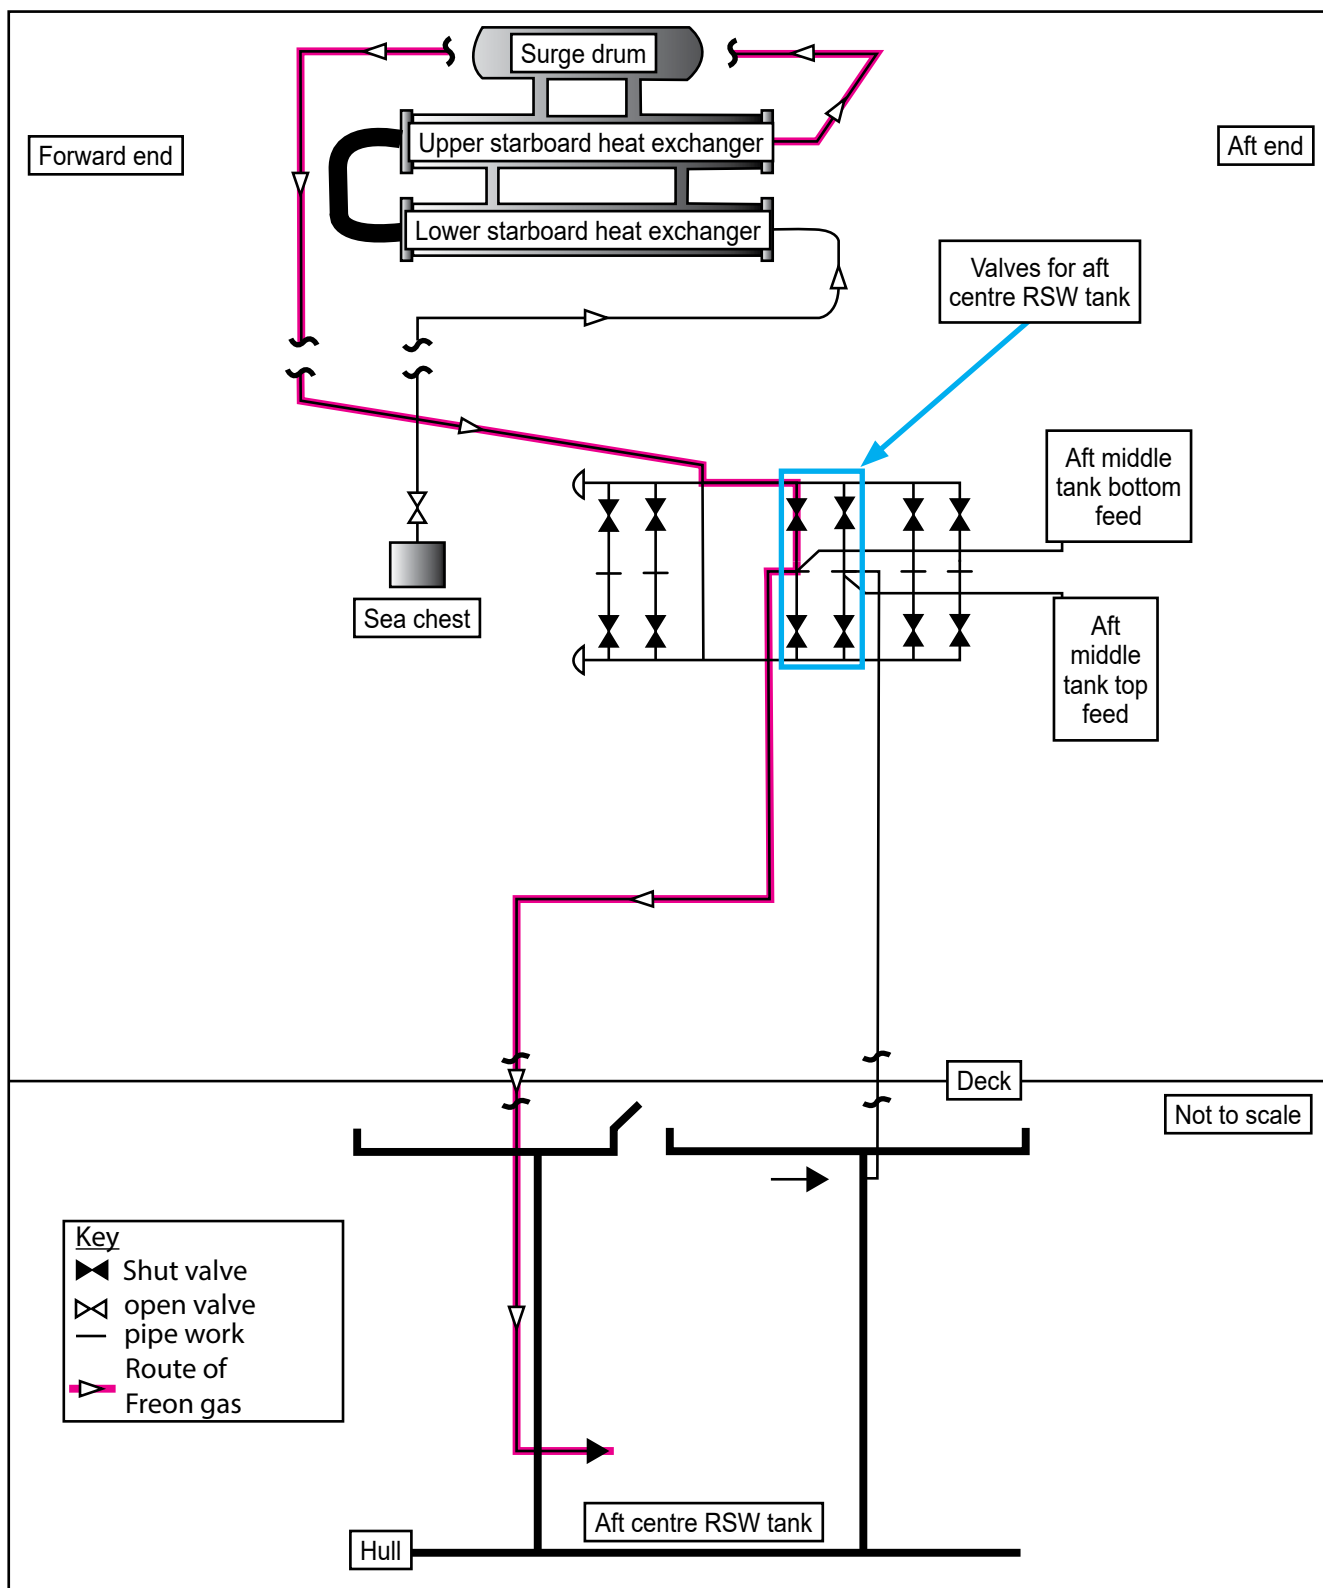 Surge drum
Forward end
Upper starboard heat exchanger
Aft end
Lower starboard heat exchanger
Valves for aft
centre RSW tank
Aft middle
tank bottom
feed
Sea chest
Aft
middle
tank top
feed
Deck
Not to scale
Key
Shut valve
open valve
pipe work
Route of
Freon gas
Aft centre RSW tank
Hull